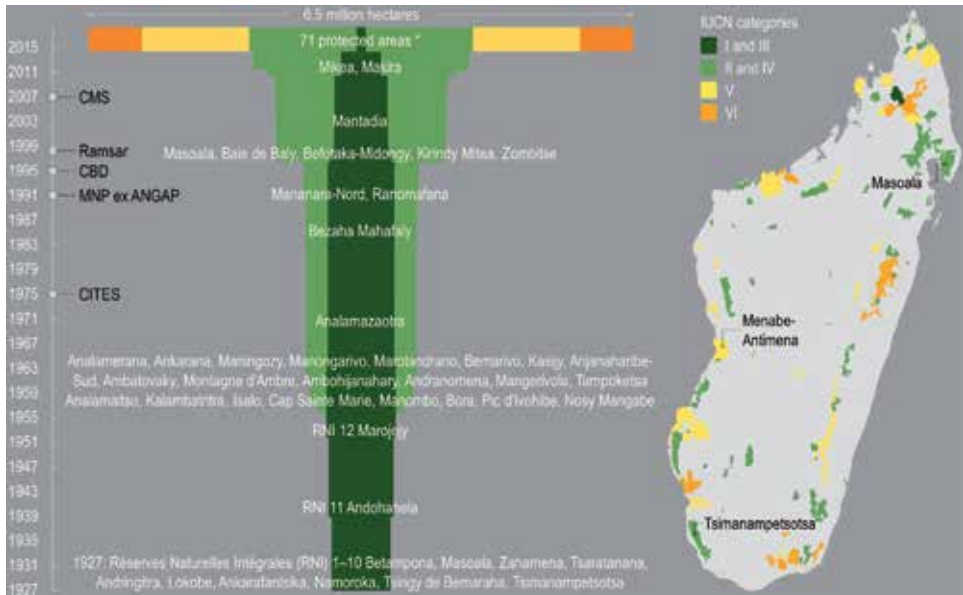 6.5 million hectares
71 protected areas *
Mikea, Makira
Mantadia
Masoala, Baie de Baly, Befotaka-Midongy, Kirindy Mitea, Zombitse
Mananara-Nord, Ranomafana
Bezaha Mahafaly
Analamazaotra
Analamerana, Ankarana, Maningozy, Manongarivo, Marotandrano, Bemarivo, Kasijy, Anjanaharibe-
Sud, Ambatovaky, Montagne d'Ambre, Ambohijanahary, Andranomena, Mangerivola, Tampoketsa
Analamaitso, Kalambatritra, Isalo, Cap Sainte Marie, Manombo, Bora, Pic d'Ivohibe, Nosy Mangabe
RNI 12 Marojejy
RNI 11 Andohahela
1927: Réserves Naturelles Intégrales (RNI) 1–10 Betampona, Masoala, Zahamena, Tsaratanana,
Andringitra, Lokobe, Ankarafantsika, Namoroka, Tsingy de Bemaraha, Tsimanampetsotsa
2015
2011
2007
2003
1999
1995
1991
1987
1983
1979
1975
1971
1967
1963
1950
1955
1951
1947
1943
1939
1935
1931
1927
CMS
Ramsar
CBD
MNP ex ANGAP
CITES
IUCN categories
I and III
II and IV
V
VI
Masoala
Menabe-
Antimena
Tsimanampetsotsa